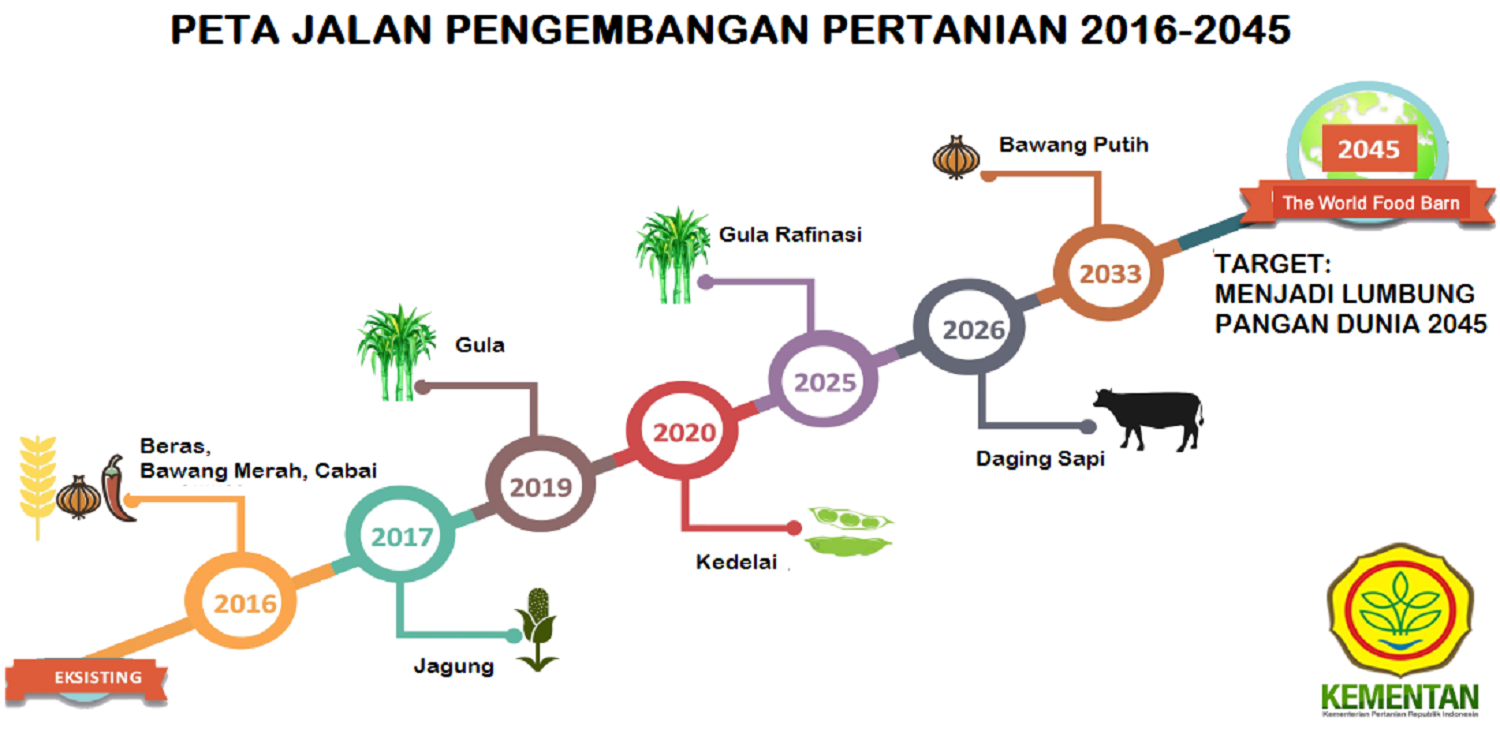 PETA JALAN PENGEMBANGAN PERTANIAN 2016-2045
EKSISTING
2016
Beras,
Bawang Merah, Cabai
2017
Jagung
2019
Gula
2020
Kedelai
2025
Gula Rafinasi
2026
Daging Sapi
2033
Bawang Putih
2045
The World Food Barn
TARGET:
MENJADI LUMBUNG
PANGAN DUNIA 2045
KEMENTAN
Kementerian Pertanian Republik Indonesia